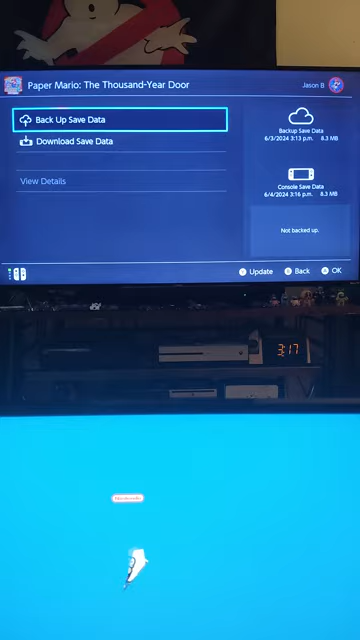 Paper Mario: The Thousand-Year Door
Jason B
Back Up Save Data
Download Save Data
View Details
Backup Save Data
6/3/2024 3:13 p.m. 8.3 MB
Console Save Data
6/4/2024 3:16 p.m. 8.3 MB
Not backed up.
Y Update
B Back
A OK
3:17
Nintendo